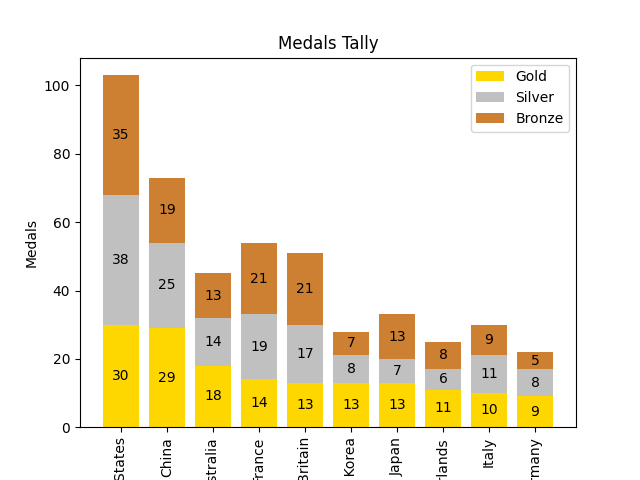 Medals Tally
Gold
Silver
Bronze
Medals
100
80
60
40
20
0
35
38
30
19
25
29
13
14
18
21
19
14
21
17
13
7
8
13
13
7
13
8
6
11
9
11
10
5
8
9
States
China
stralia
rance
Britain
Korea
Japan
rlands
Italy
rmany